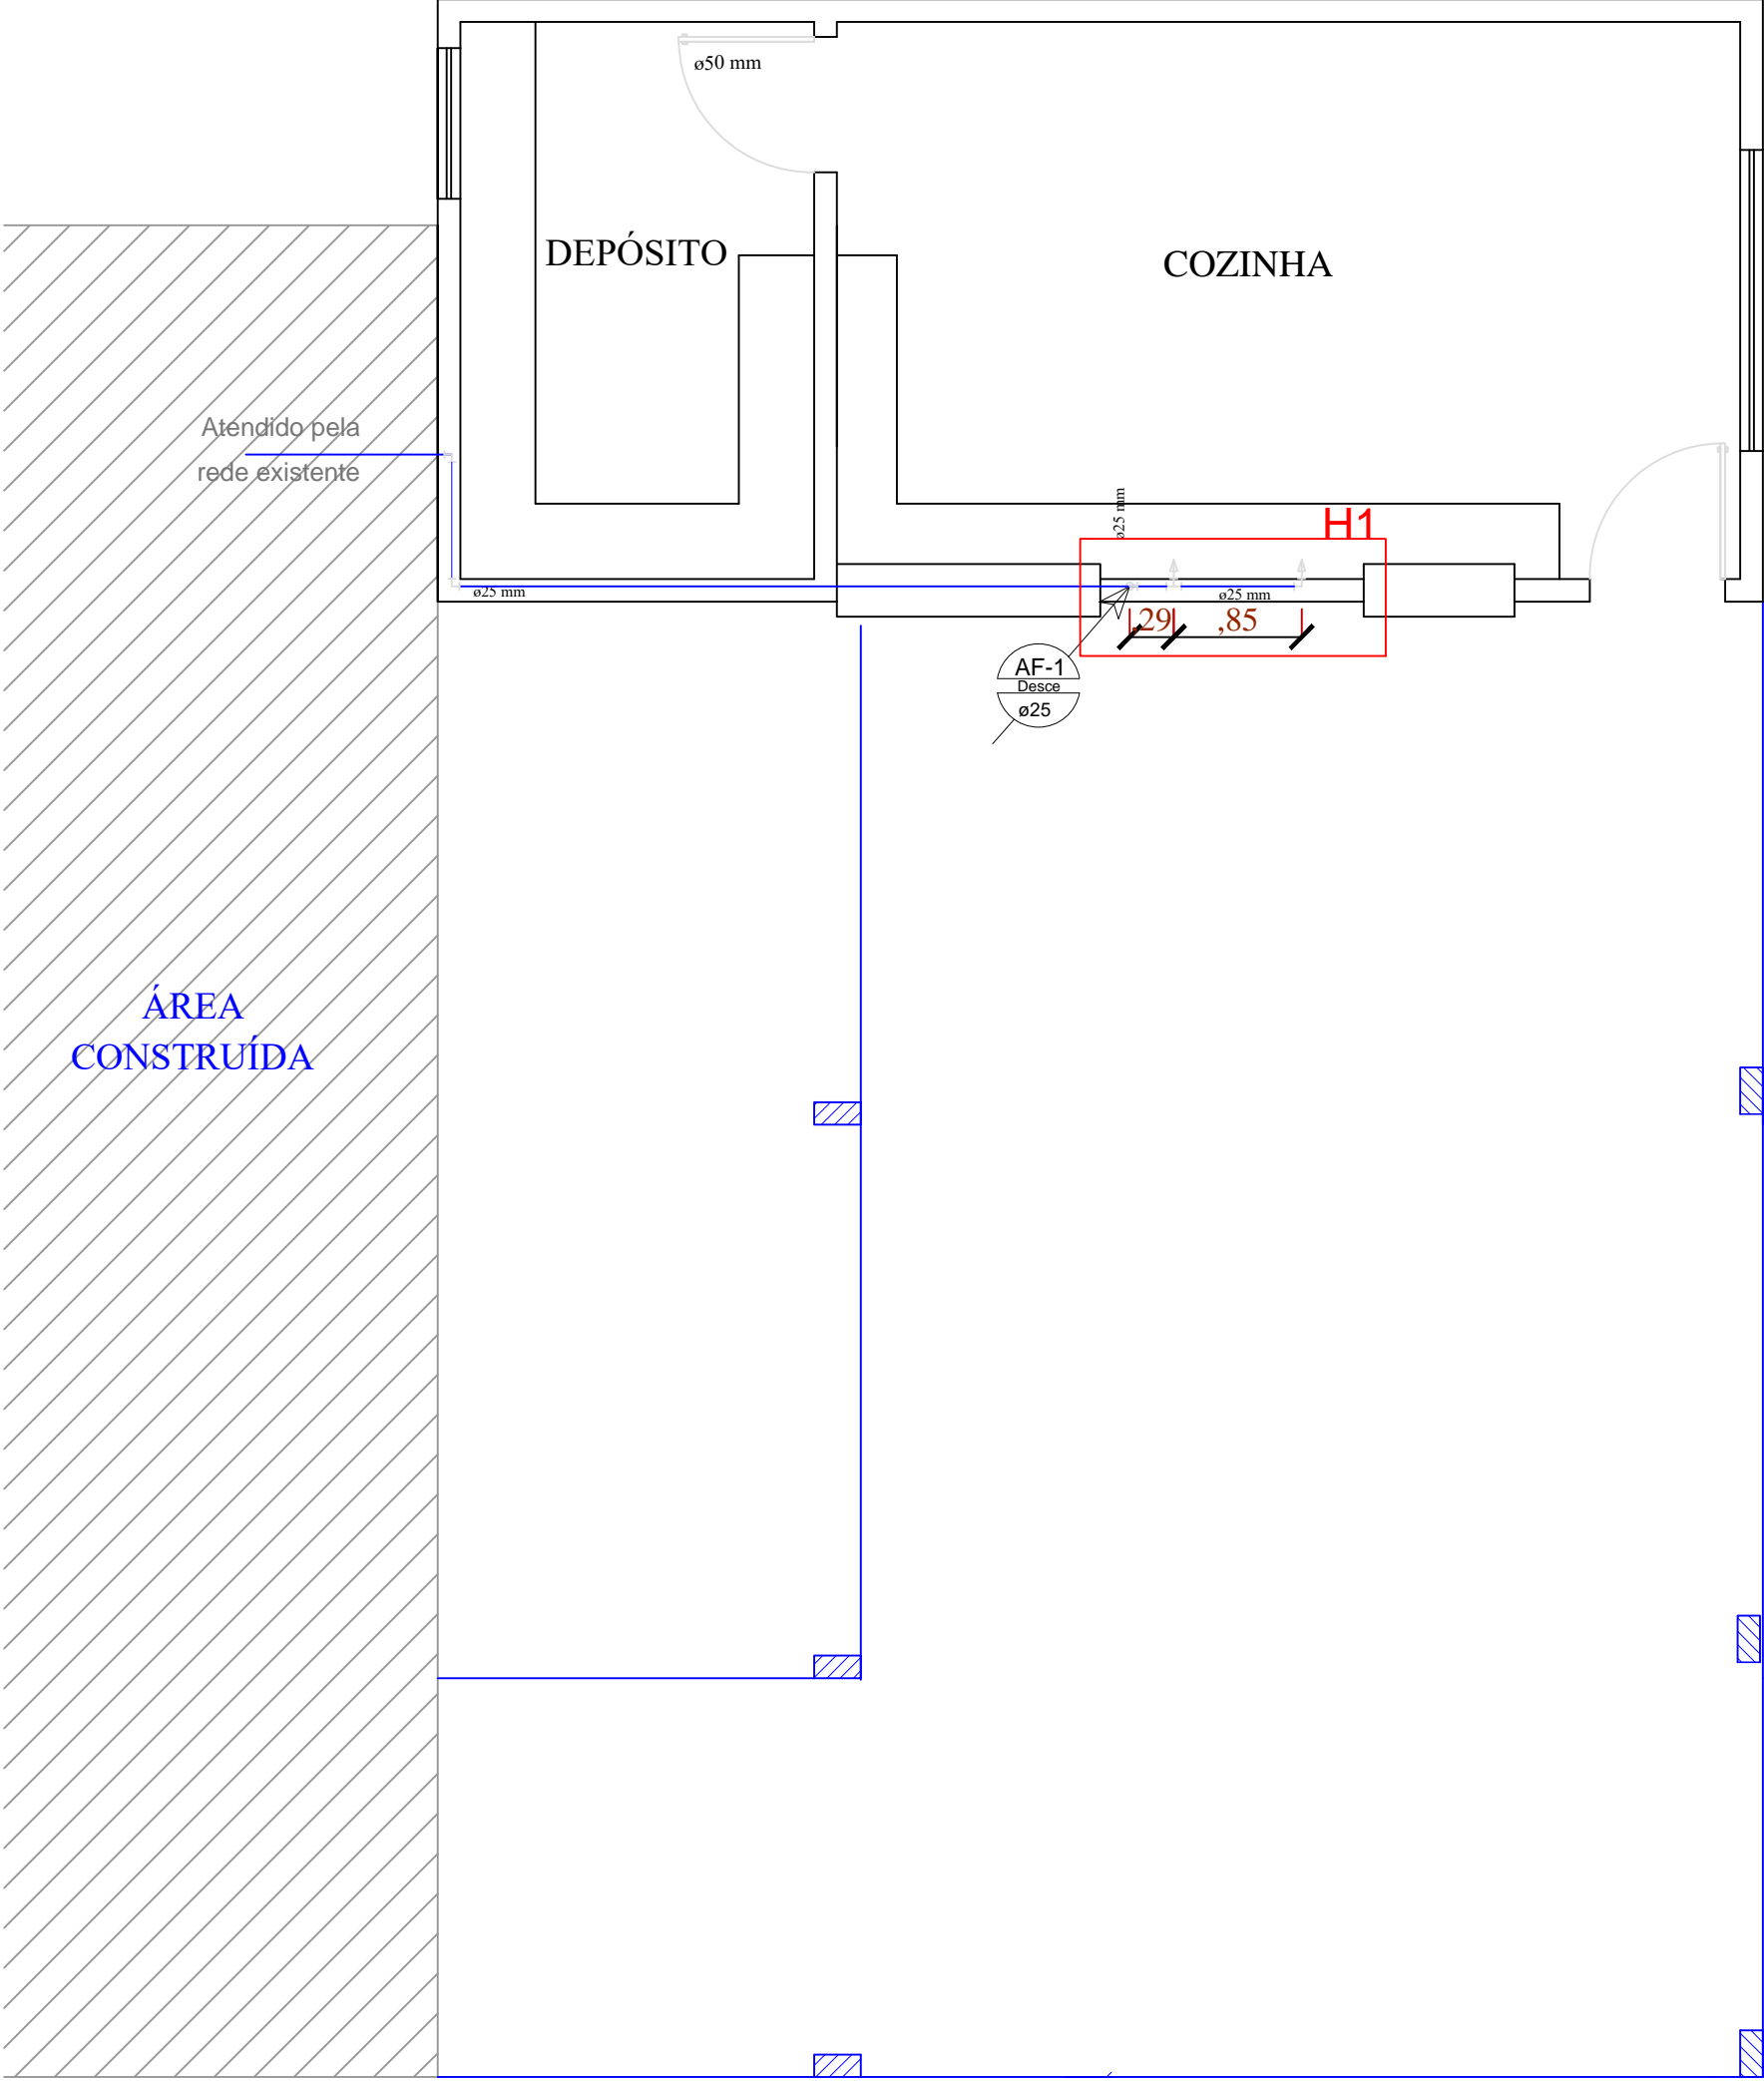 ø50 mm
DEPÓSITO
COZINHA
Atendido pela
rede existente
ø25 mm
H1
ø25 mm
ø25 mm
,29
,85
AF-1
Desce
ø25
ÁREA
CONSTRUÍDA